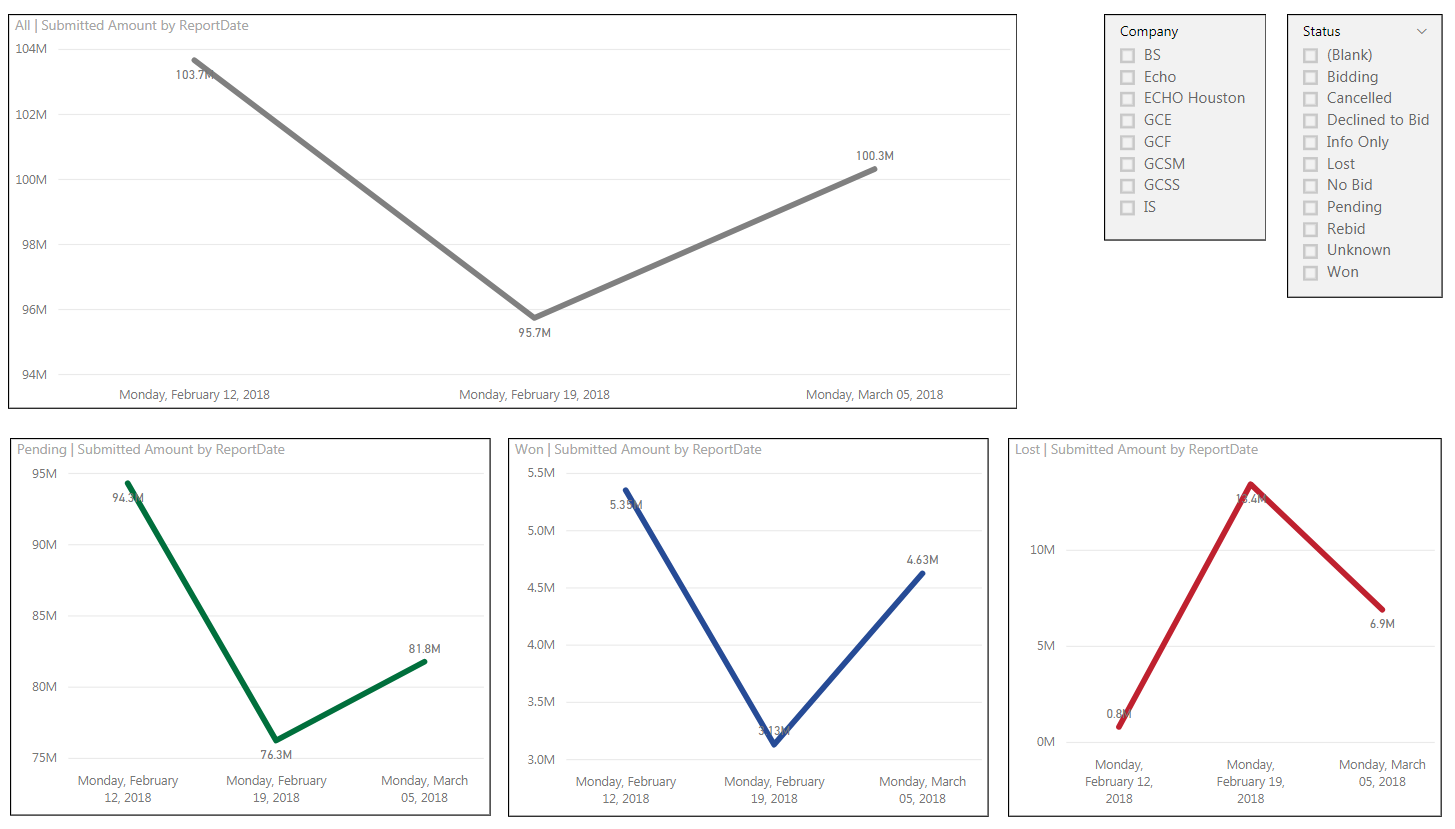 All | Submitted Amount by ReportDate
104M
102M
100M
98M
96M
94M
103.7M
95.7M
100.3M
Monday, February 12, 2018
Monday, February 19, 2018
Monday, March 05, 2018
Company
BS
Echo
ECHO Houston
GCE
GCF
GCSM
GCSS
IS
Status
(Blank)
Bidding
Cancelled
Declined to Bid
Info Only
Lost
No Bid
Pending
Rebid
Unknown
Won
Pending | Submitted Amount by ReportDate
95M
90M
85M
80M
75M
94.3M
76.3M
81.8M
Monday, February
12, 2018
Monday, February
19, 2018
Monday, March
05, 2018
Won | Submitted Amount by ReportDate
5.5M
5.0M
4.5M
4.0M
3.5M
3.0M
5.35M
3.13M
4.63M
Monday, February
12, 2018
Monday, February
19, 2018
Monday, March
05, 2018
Lost | Submitted Amount by ReportDate
10M
5M
0M
0.8M
13.4M
6.9M
Monday,
February 12,
2018
Monday,
February 19,
2018
Monday, March
05, 2018